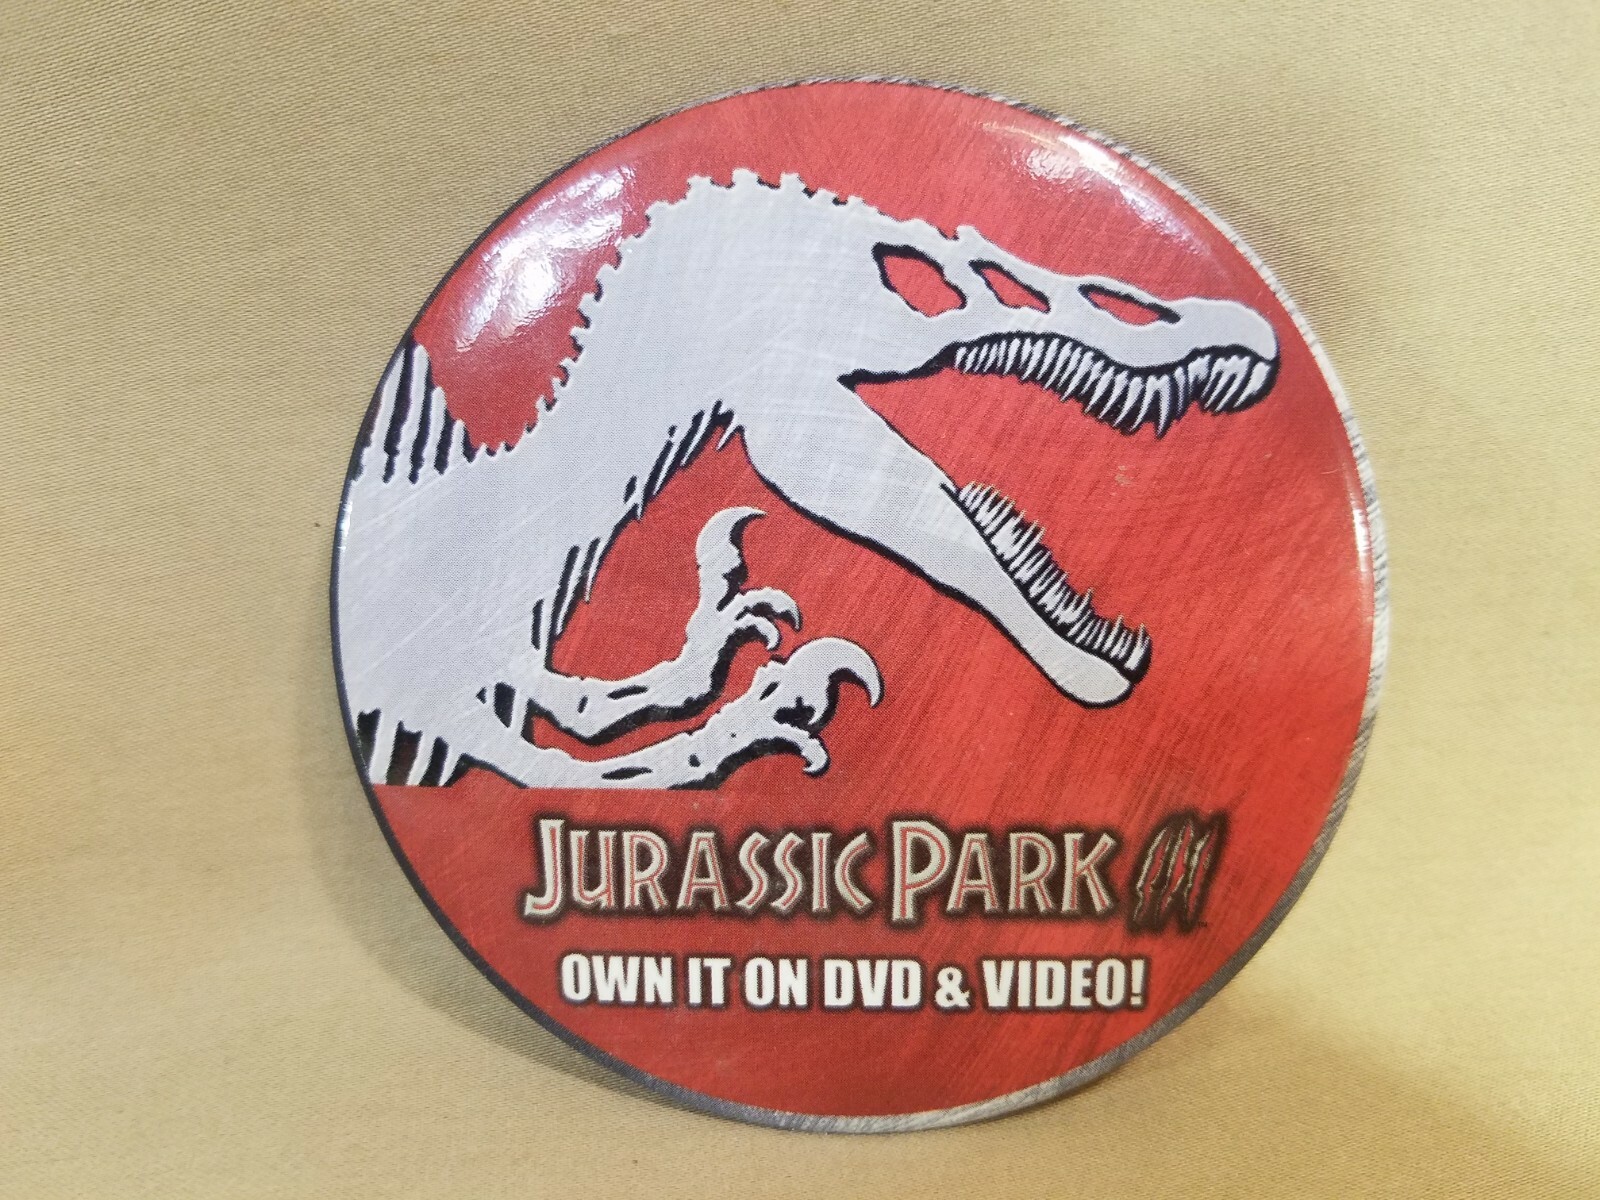 JURASSIC PARK III
OWN IT ON DVD & VIDEO!